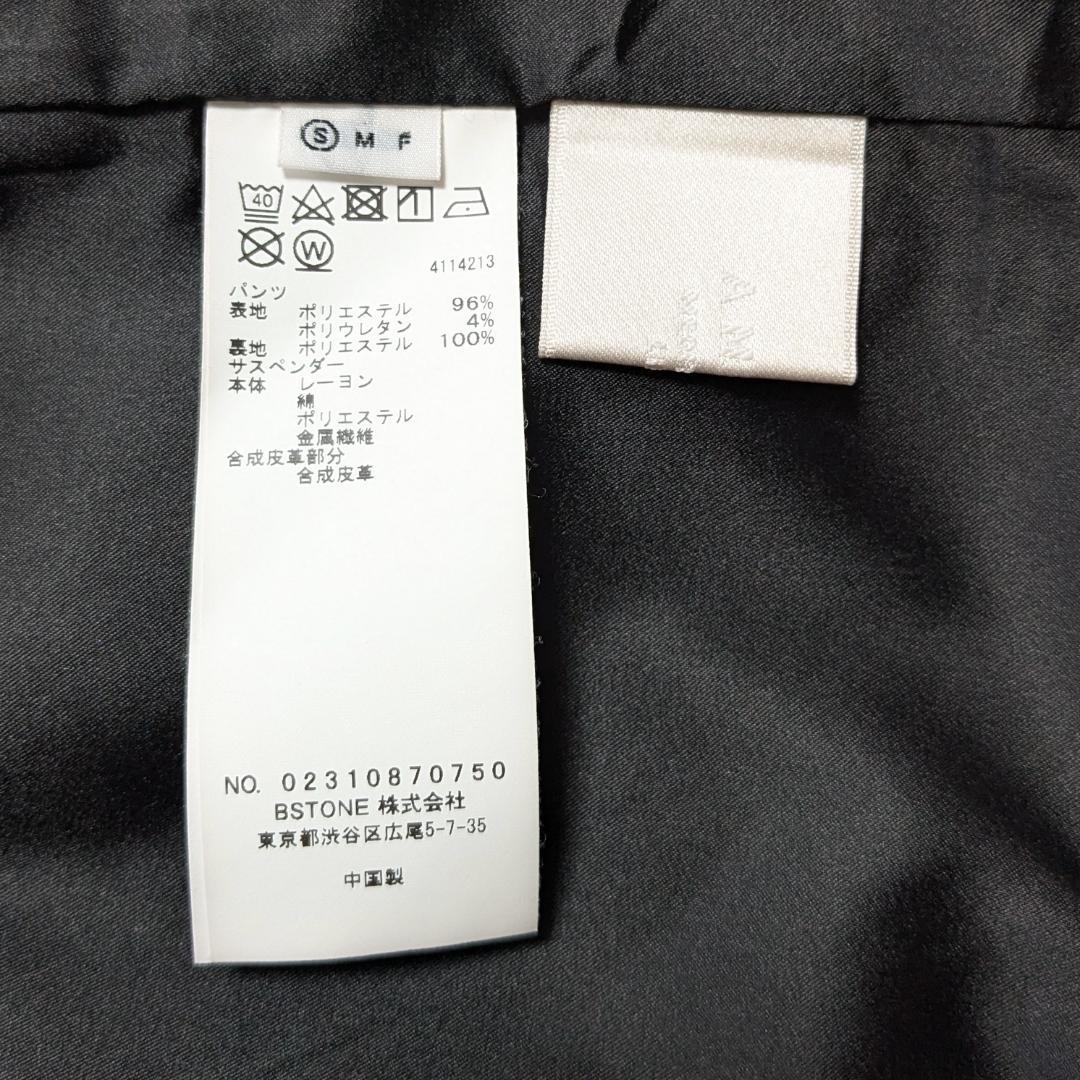 Ⓢ M F
40
W
4114213
パンツ
表地 ポリエステル 96%
ポリウレタン 4%
裏地 ポリエステル 100%
サスペンダー
本体 レーヨン
綿
ポリエステル
金属繊維
合成皮革部分
合成皮革
NO. 02310870750
BSTONE 株式会社
東京都渋谷区広尾5-7-35
中国製